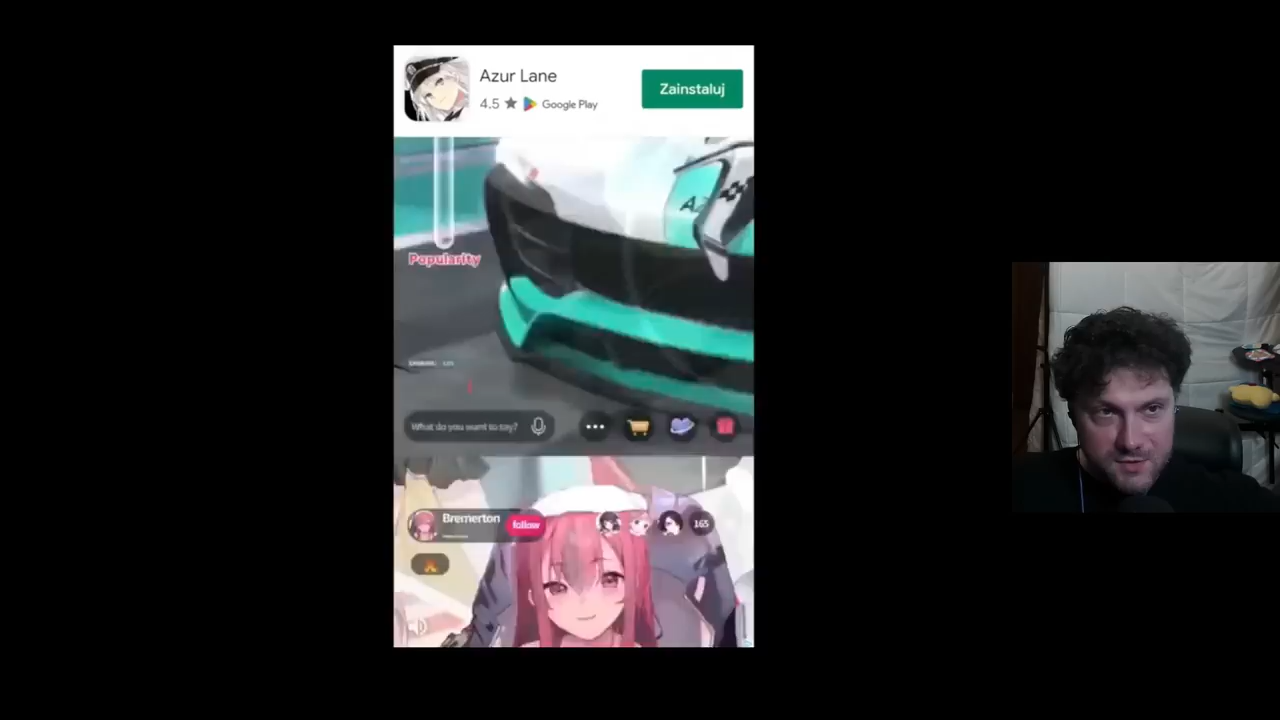 Azur Lane
4.5 ★ Google Play
Zainstaluj
Popularity
What do you want to say?
Bremerton
follow
165